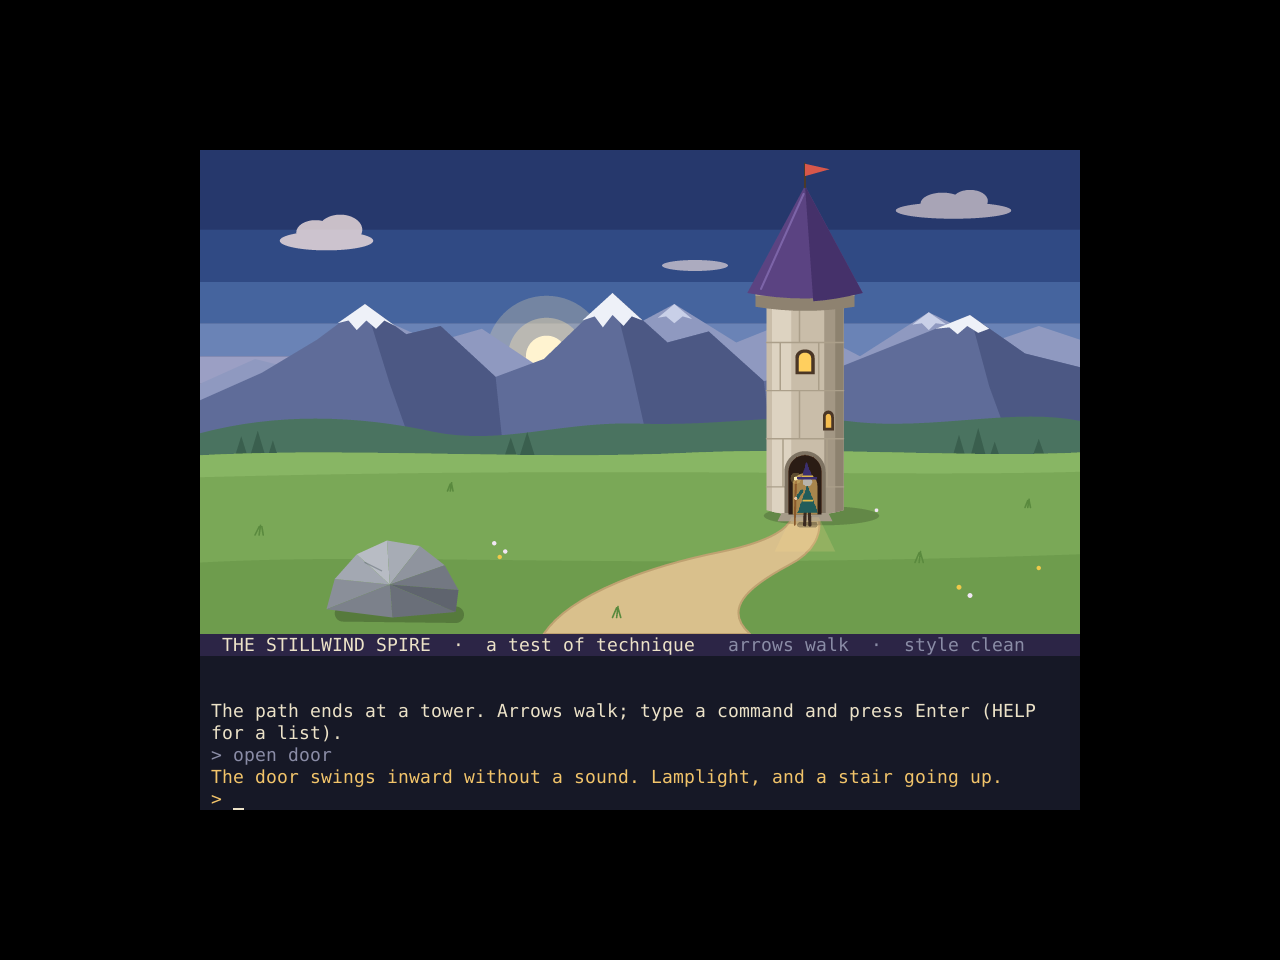 THE STILLWIND SPIRE · a test of technique arrows walk · style clean
The path ends at a tower. Arrows walk; type a command and press Enter (HELP
for a list).
> open door
The door swings inward without a sound. Lamplight, and a stair going up.
> _